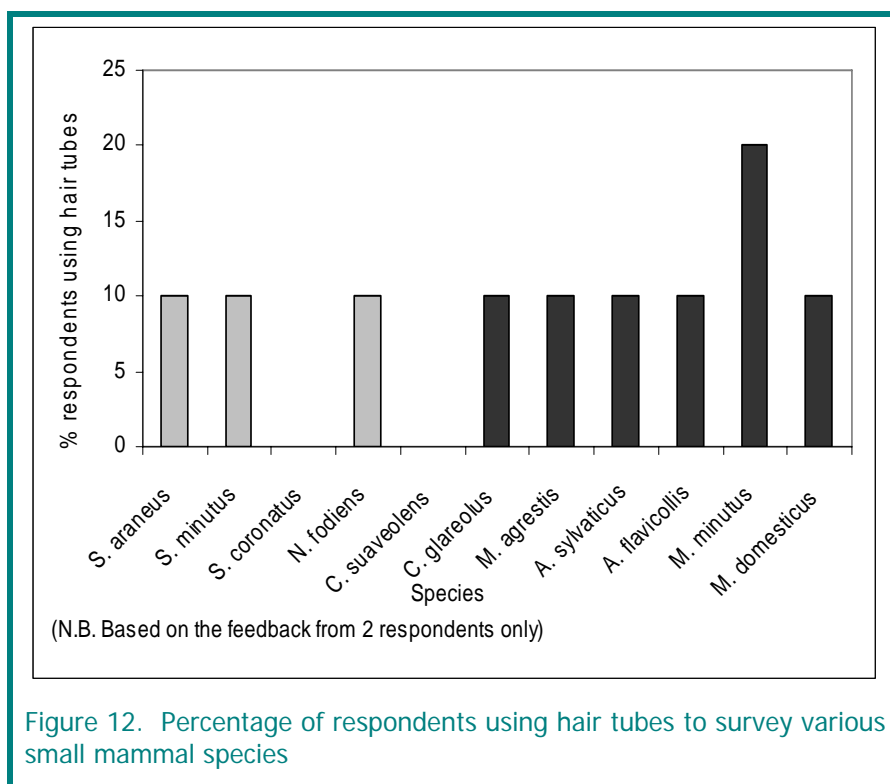 25
20
15
10
5
0
% respondents using hair tubes
S. araneus
S. minutus
S. coronatus
N. fodiens
C. suaveolens
C. glareolus
M. agrestis
A. sylvaticus
A. flavicollis
M. minutus
M. domesticus
Species
(N.B. Based on the feedback from 2 respondents only)
Figure 12. Percentage of respondents using hair tubes to survey various
small mammal species